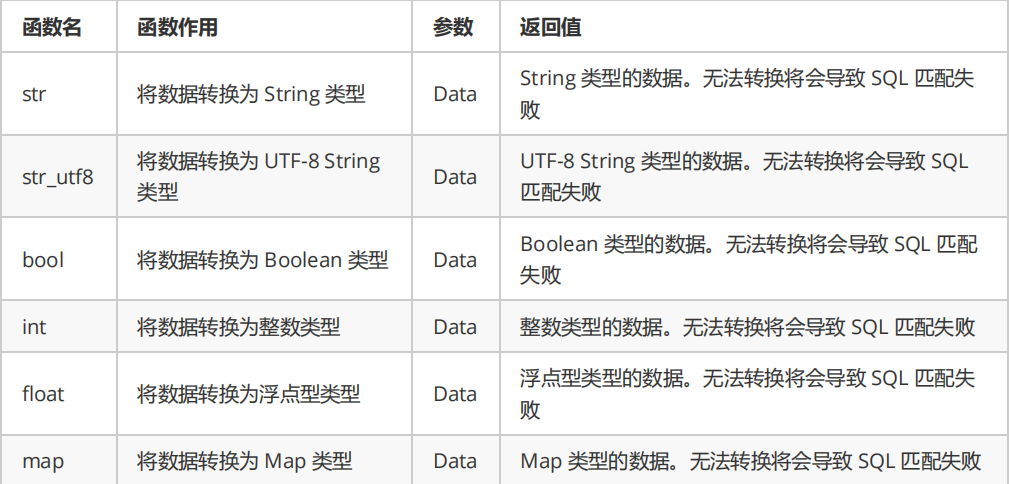 函数名 函数作用 参数 返回值
str 将数据转换为 String 类型 Data String 类型的数据。无法转换将会导致 SQL 匹配失
败
str_utf8 将数据转换为 UTF-8 String
类型 Data UTF-8 String 类型的数据。无法转换将会导致 SQL
匹配失败
bool 将数据转换为 Boolean 类型 Data Boolean 类型的数据。无法转换将会导致 SQL 匹配
失败
int 将数据转换为整数类型 Data 整数类型的数据。无法转换将会导致 SQL 匹配失败
float 将数据转换为浮点型类型 Data 浮点型类型的数据。无法转换将会导致 SQL 匹配失
败
map 将数据转换为 Map 类型 Data Map 类型的数据。无法转换将会导致 SQL 匹配失败